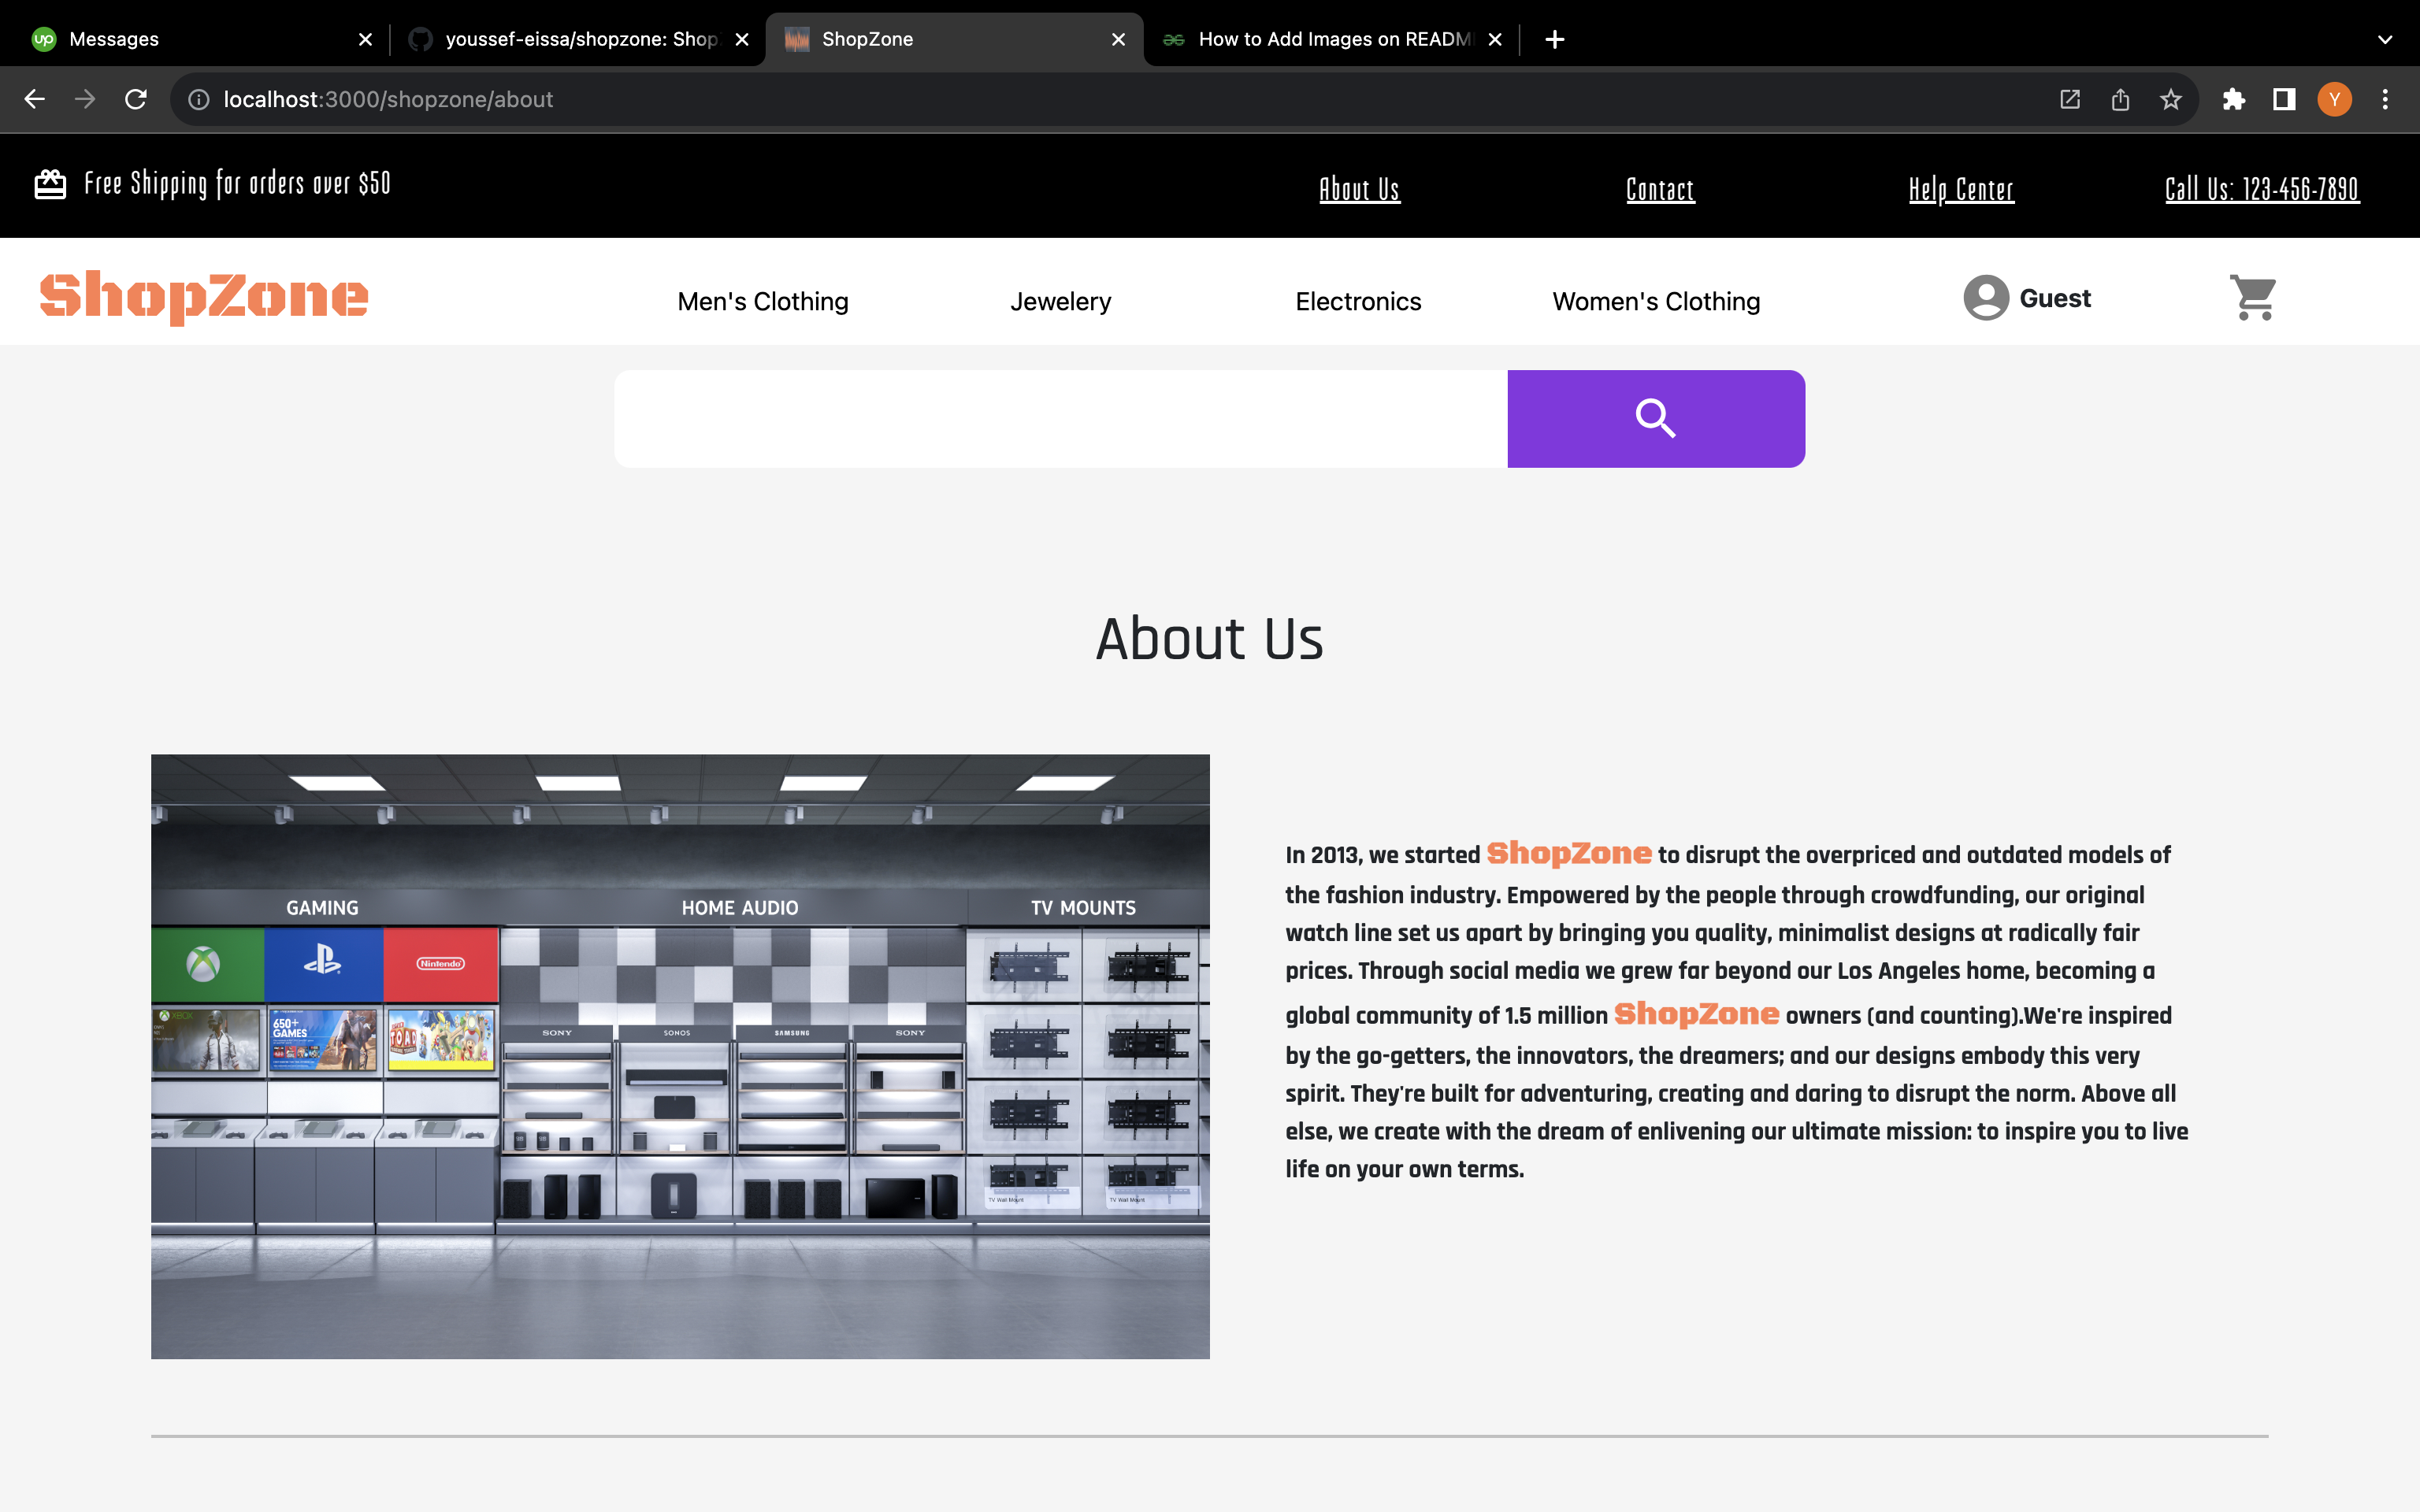 Messages
youssef-eissa/shopzone: Shop
ShopZone
How to Add Images on READM
localhost:3000/shopzone/about
Y
Free Shipping for orders over $50
About Us
Contact
Help Center
Call Us: 123-456-7890
ShopZone
Men's Clothing
Jewelery
Electronics
Women's Clothing
Guest
About Us
GAMING
HOME AUDIO
TV MOUNTS
Nintendo
XBOX
650+
GAMES
TOAD
SONY
SONOS
SAMSUNG
SONY
TV Wall Mount
TV Wall Mount
In 2013, we started ShopZone to disrupt the overpriced and outdated models of
the fashion industry. Empowered by the people through crowdfunding, our original
watch line set us apart by bringing you quality, minimalist designs at radically fair
prices. Through social media we grew far beyond our Los Angeles home, becoming a
global community of 1.5 million ShopZone owners (and counting).We're inspired
by the go-getters, the innovators, the dreamers; and our designs embody this very
spirit. They're built for adventuring, creating and daring to disrupt the norm. Above all
else, we create with the dream of enlivening our ultimate mission: to inspire you to live
life on your own terms.